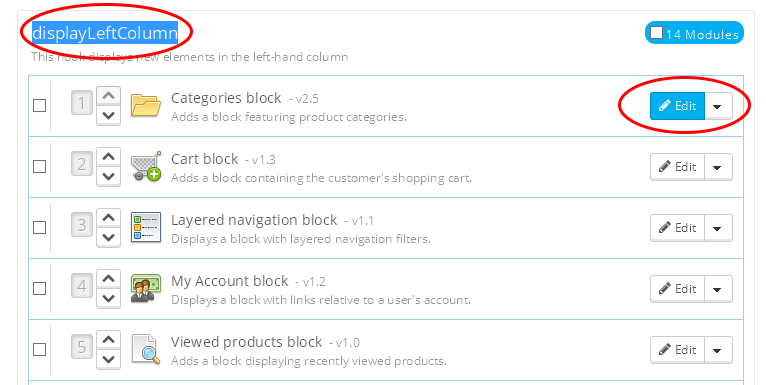 displayLeftColumn
14 Modules
This hook displays new elements in the left-hand column
1
Categories block - v2.5
Adds a block featuring product categories.
Edit
2
Cart block - v1.3
Adds a block containing the customer's shopping cart.
Edit
3
Layered navigation block - v1.1
Displays a block with layered navigation filters.
Edit
4
My Account block - v1.2
Displays a block with links relative to a user's account.
Edit
5
Viewed products block - v1.0
Adds a block displaying recently viewed products.
Edit